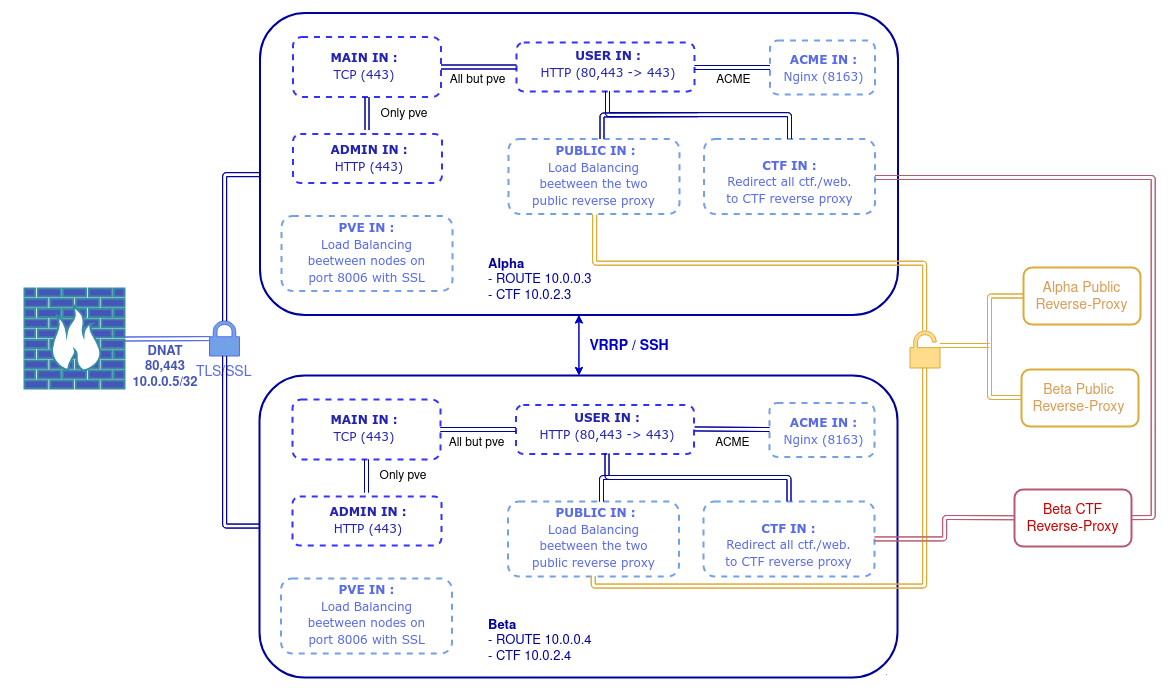 MAIN IN :
TCP (443)
All but pve
USER IN :
HTTP (80,443 -> 443)
ACME
ACME IN :
Nginx (8163)
Only pve
ADMIN IN :
HTTP (443)
PUBLIC IN :
Load Balancing
beetween the two
public reverse proxy
CTF IN :
Redirect all ctf./web.
to CTF reverse proxy
PVE IN :
Load Balancing
beetween nodes on
port 8006 with SSL
Alpha
- ROUTE 10.0.0.3
- CTF 10.0.2.3
DNAT
80,443
10.0.0.5/32
TLS/SSL
VRRP / SSH
Alpha Public
Reverse-Proxy
Beta Public
Reverse-Proxy
Beta CTF
Reverse-Proxy
MAIN IN :
TCP (443)
All but pve
USER IN :
HTTP (80,443 -> 443)
ACME
ACME IN :
Nginx (8163)
Only pve
ADMIN IN :
HTTP (443)
PUBLIC IN :
Load Balancing
beetween the two
public reverse proxy
CTF IN :
Redirect all ctf./web.
to CTF reverse proxy
PVE IN :
Load Balancing
beetween nodes on
port 8006 with SSL
Beta
- ROUTE 10.0.0.4
- CTF 10.0.2.4